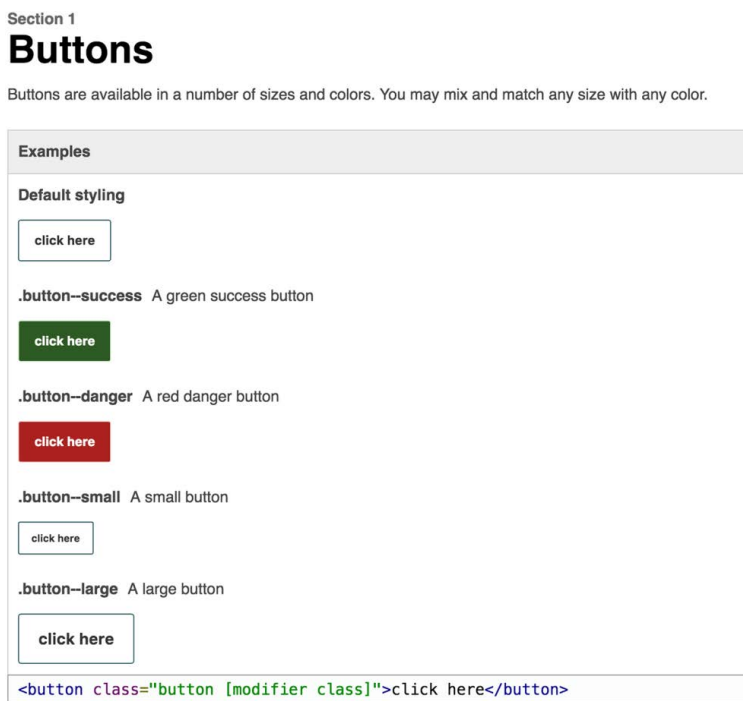 Section 1
Buttons
Buttons are available in a number of sizes and colors. You may mix and match any size with any color.
Examples
Default styling
click here
.button--success A green success button
click here
.button--danger A red danger button
click here
.button--small A small button
click here
.button--large A large button
click here
<button class="button [modifier class]">click here</button>